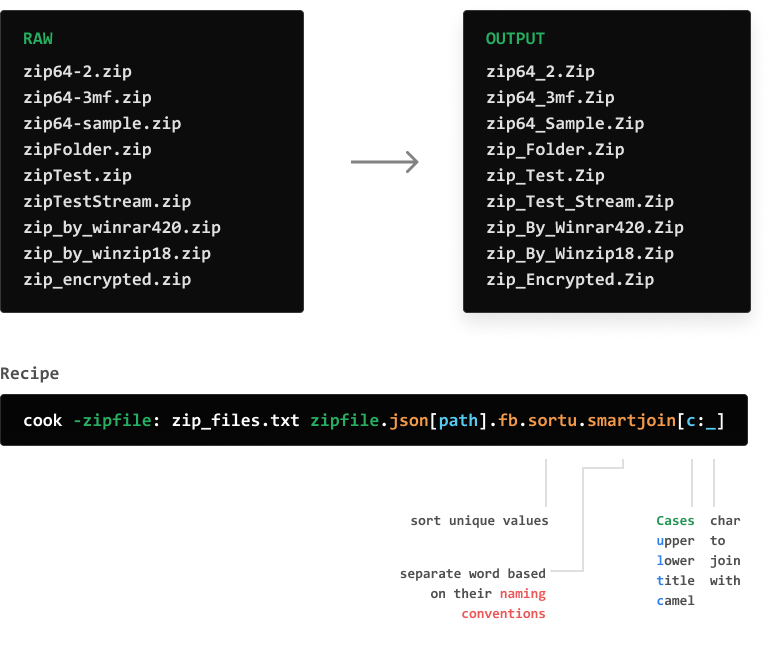 RAW
zip64-2.zip
zip64-3mf.zip
zip64-sample.zip
zipFolder.zip
zipTest.zip
zipTestStream.zip
zip_by_winrar420.zip
zip_by_winzip18.zip
zip_encrypted.zip
OUTPUT
zip64_2.Zip
zip64_3mf.Zip
zip64_Sample.Zip
zip_Folder.Zip
zip_Test.Zip
zip_Test_Stream.Zip
zip_By_Winrar420.Zip
zip_By_Winzip18.Zip
zip_Encrypted.Zip
Recipe
cook -zipfile: zip_files.txt zipfile.json[path].fb.sortu.smartjoin[c:_]
sort unique values
separate word based
on their naming
conventions
Cases
upper
lower
title
camel
char
to
join
with